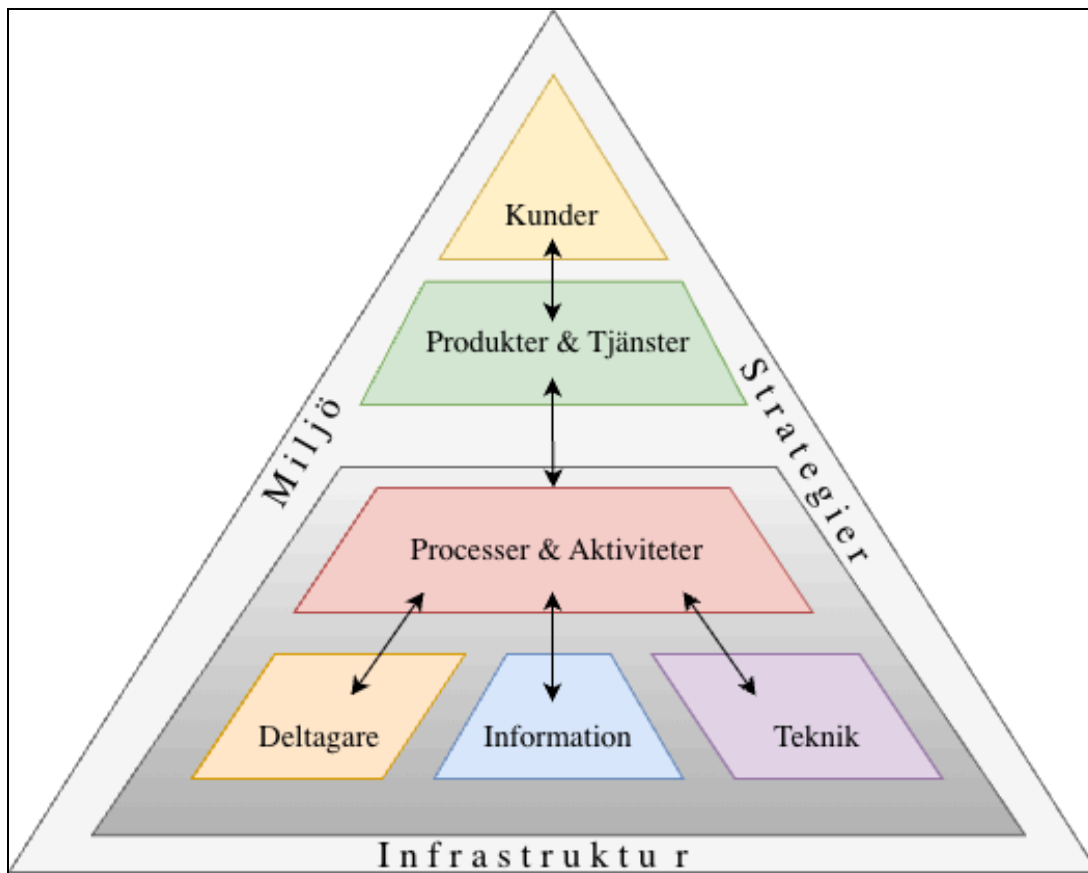 Kunder
Produkter & Tjänster
Miljö
Strategier
Processer & Aktiviteter
Deltagare
Information
Teknik
Infrastruktur